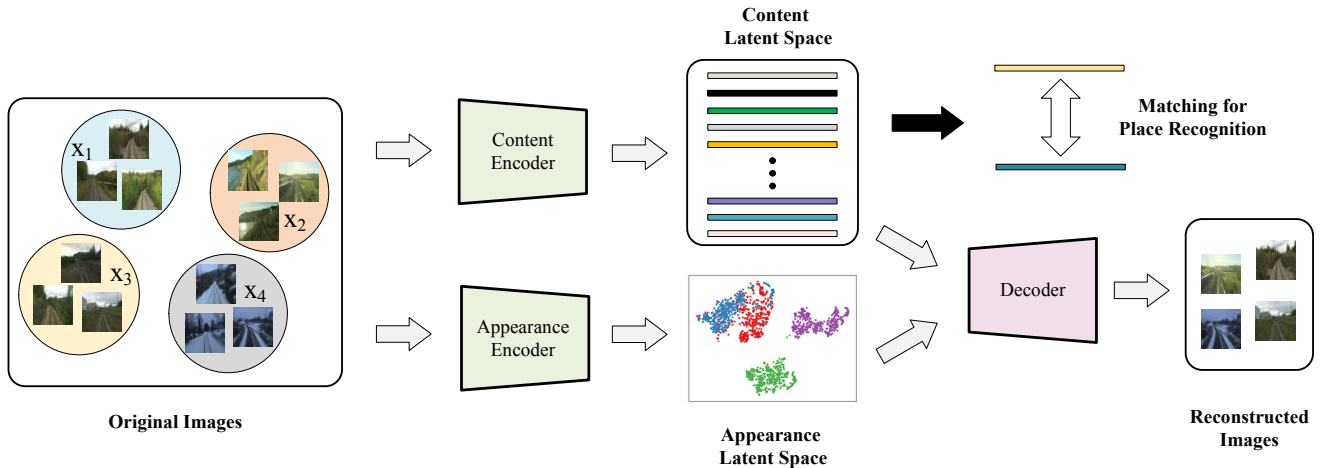 Content
Latent Space
X1
X2
X3
X4
Content
Encoder
Matching for
Place Recognition
Appearance
Encoder
Decoder
Original Images
Appearance
Latent Space
Reconstructed
Images